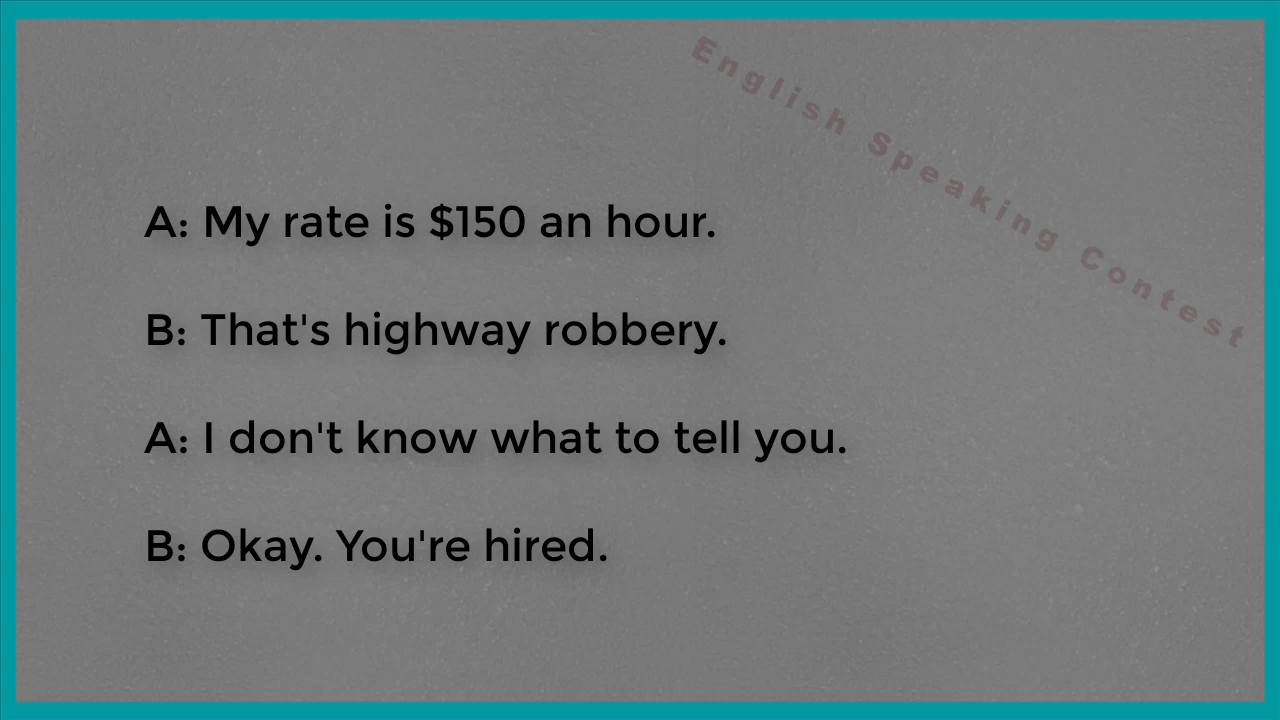 English Speaking Contest
A: My rate is $150 an hour.
B: That's highway robbery.
A: I don't know what to tell you.
B: Okay. You're hired.